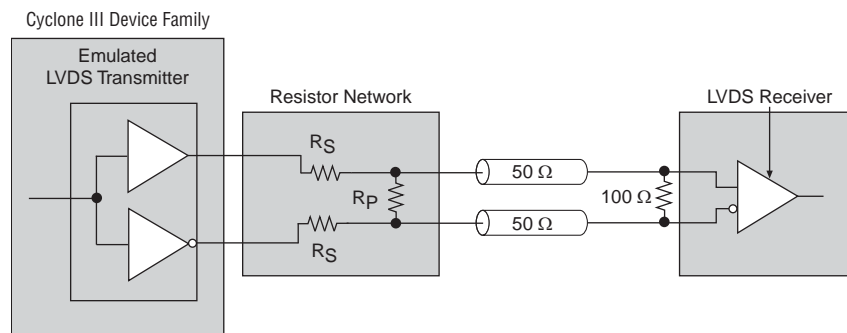 Cyclone III Device Family
Emulated
LVDS Transmitter
Resistor Network
LVDS Receiver
RS
RP
RS
50 Ω
50 Ω
100 Ω